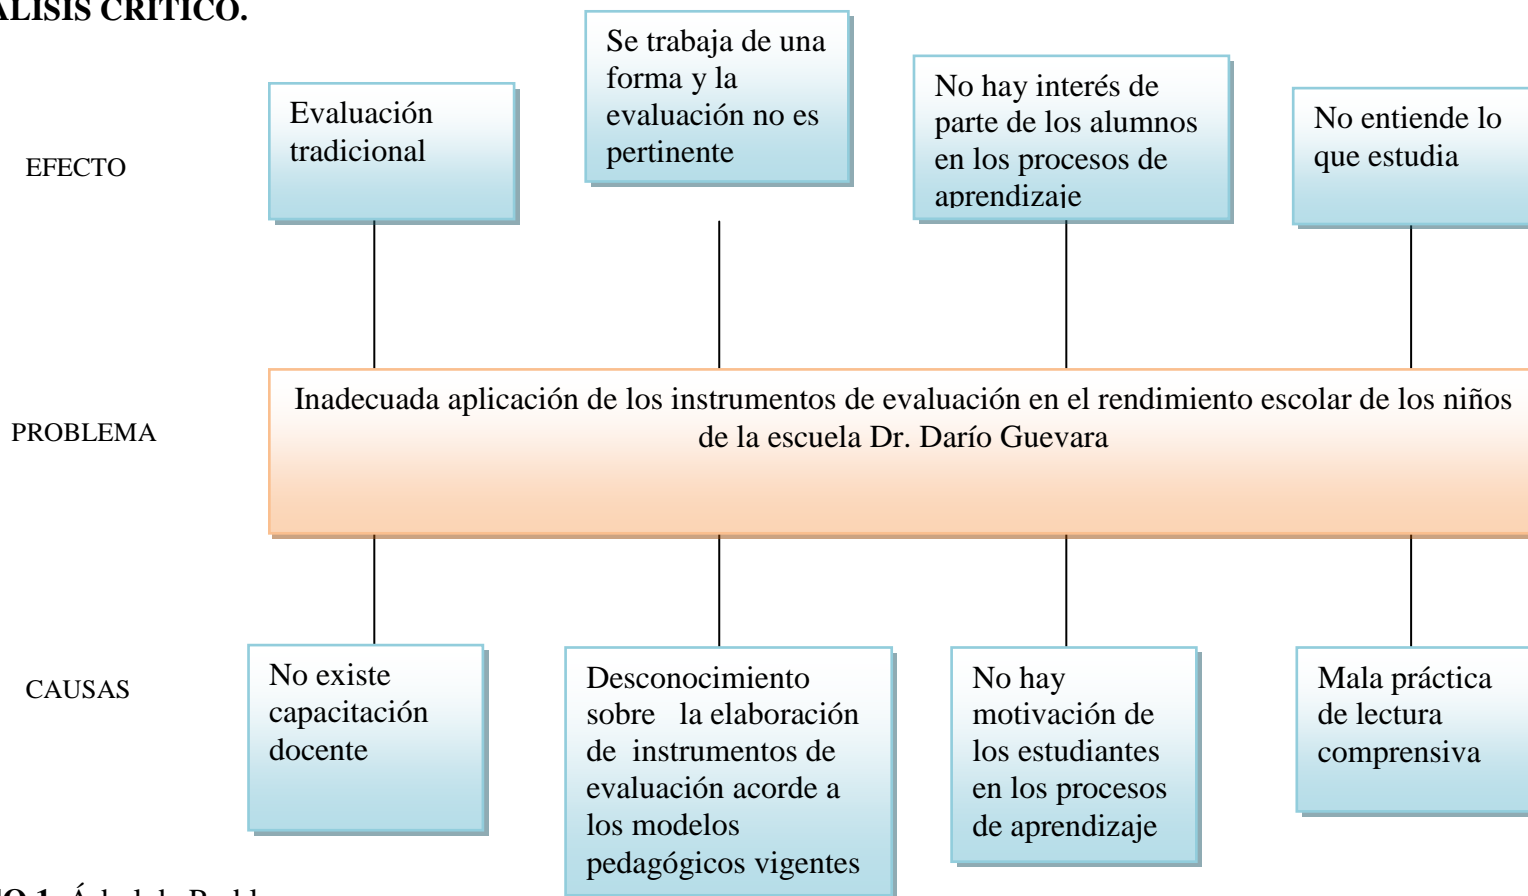 ÁLISIS CRÍTICO.
EFECTO
Evaluación
tradicional
Se trabaja de una
forma y la
evaluación no es
pertinente
No hay interés de
parte de los alumnos
en los procesos de
aprendizaje
No entiende lo
que estudia
PROBLEMA
Inadecuada aplicación de los instrumentos de evaluación en el rendimiento escolar de los niños
de la escuela Dr. Darío Guevara
CAUSAS
No existe
capacitación
docente
Desconocimiento
sobre la elaboración
de instrumentos de
evaluación acorde a
los modelos
pedagógicos vigentes
No hay
motivación de
los estudiantes
en los procesos
de aprendizaje
Mala práctica
de lectura
comprensiva
1